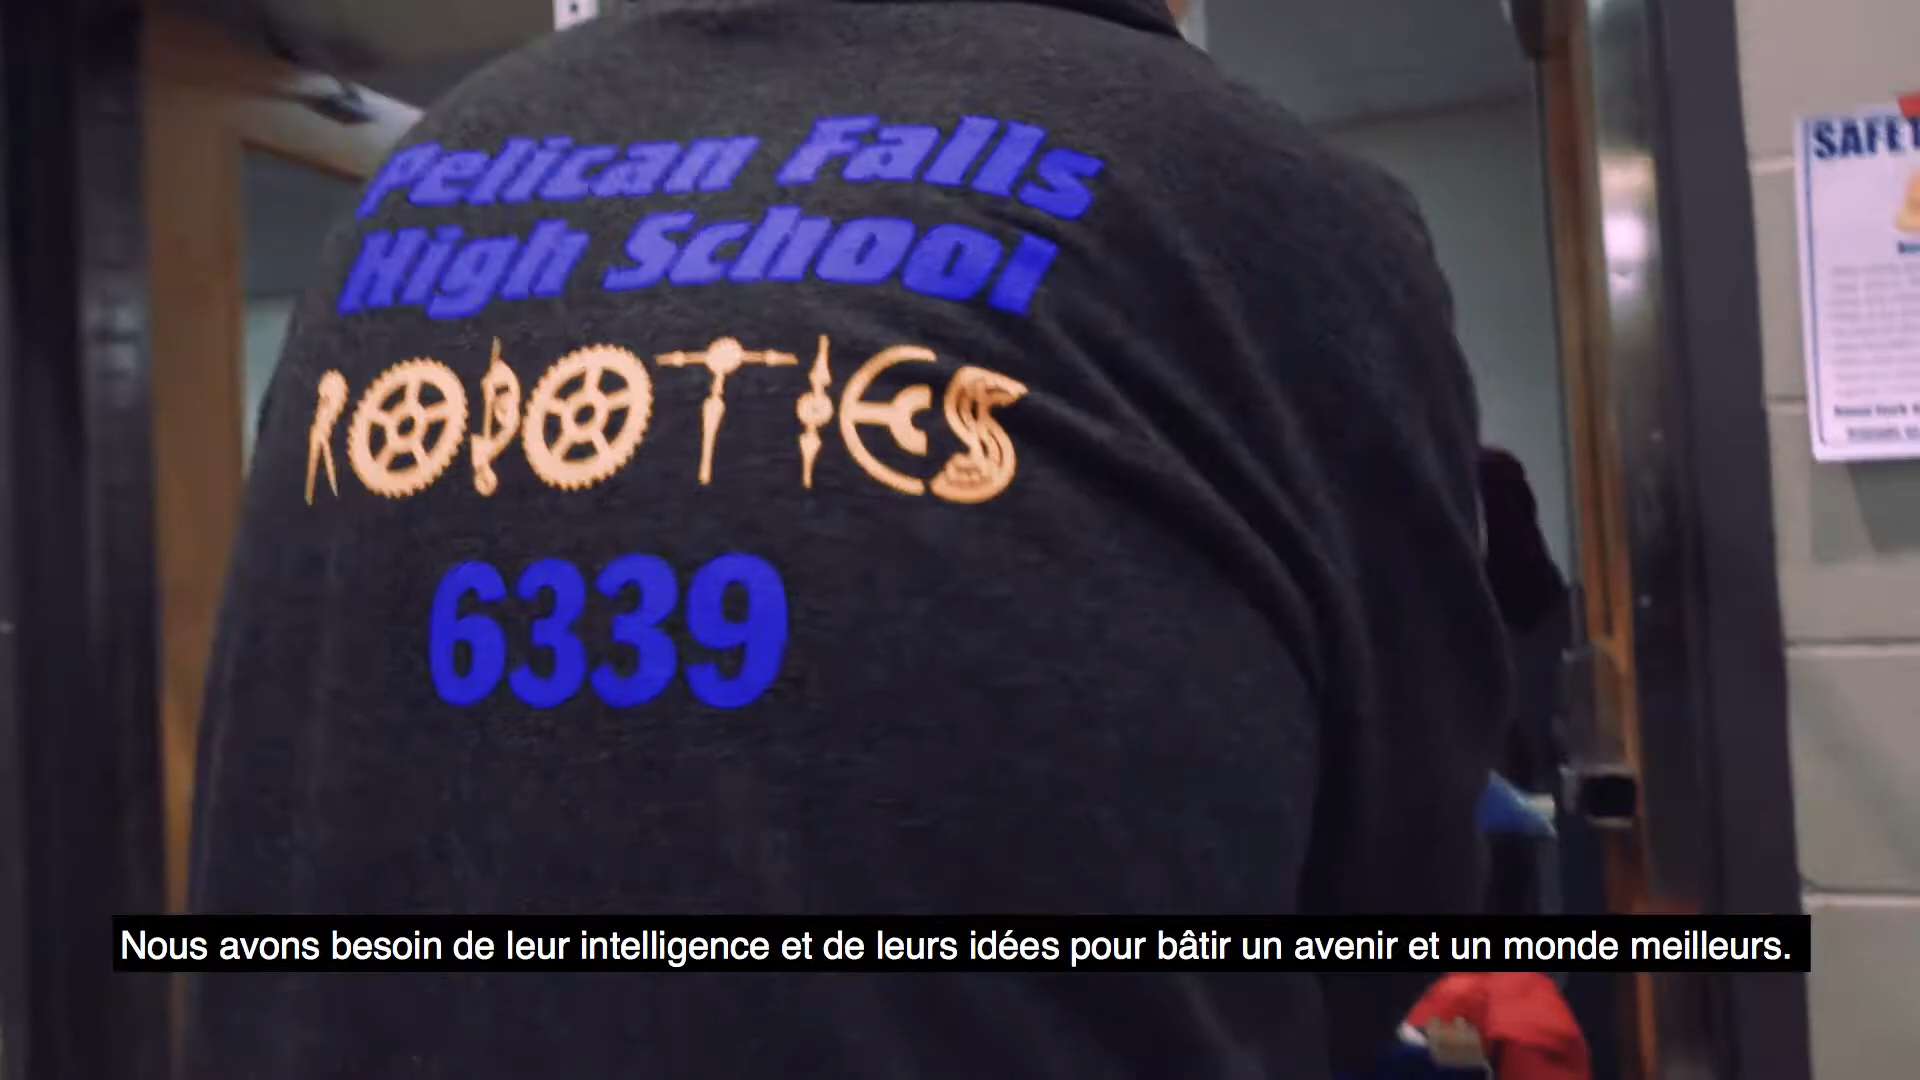 Pelican Falls
High School
ROBOTICS
6339
SAFET
Nous avons besoin de leur intelligence et de leurs idées pour bâtir un avenir et un monde meilleurs.